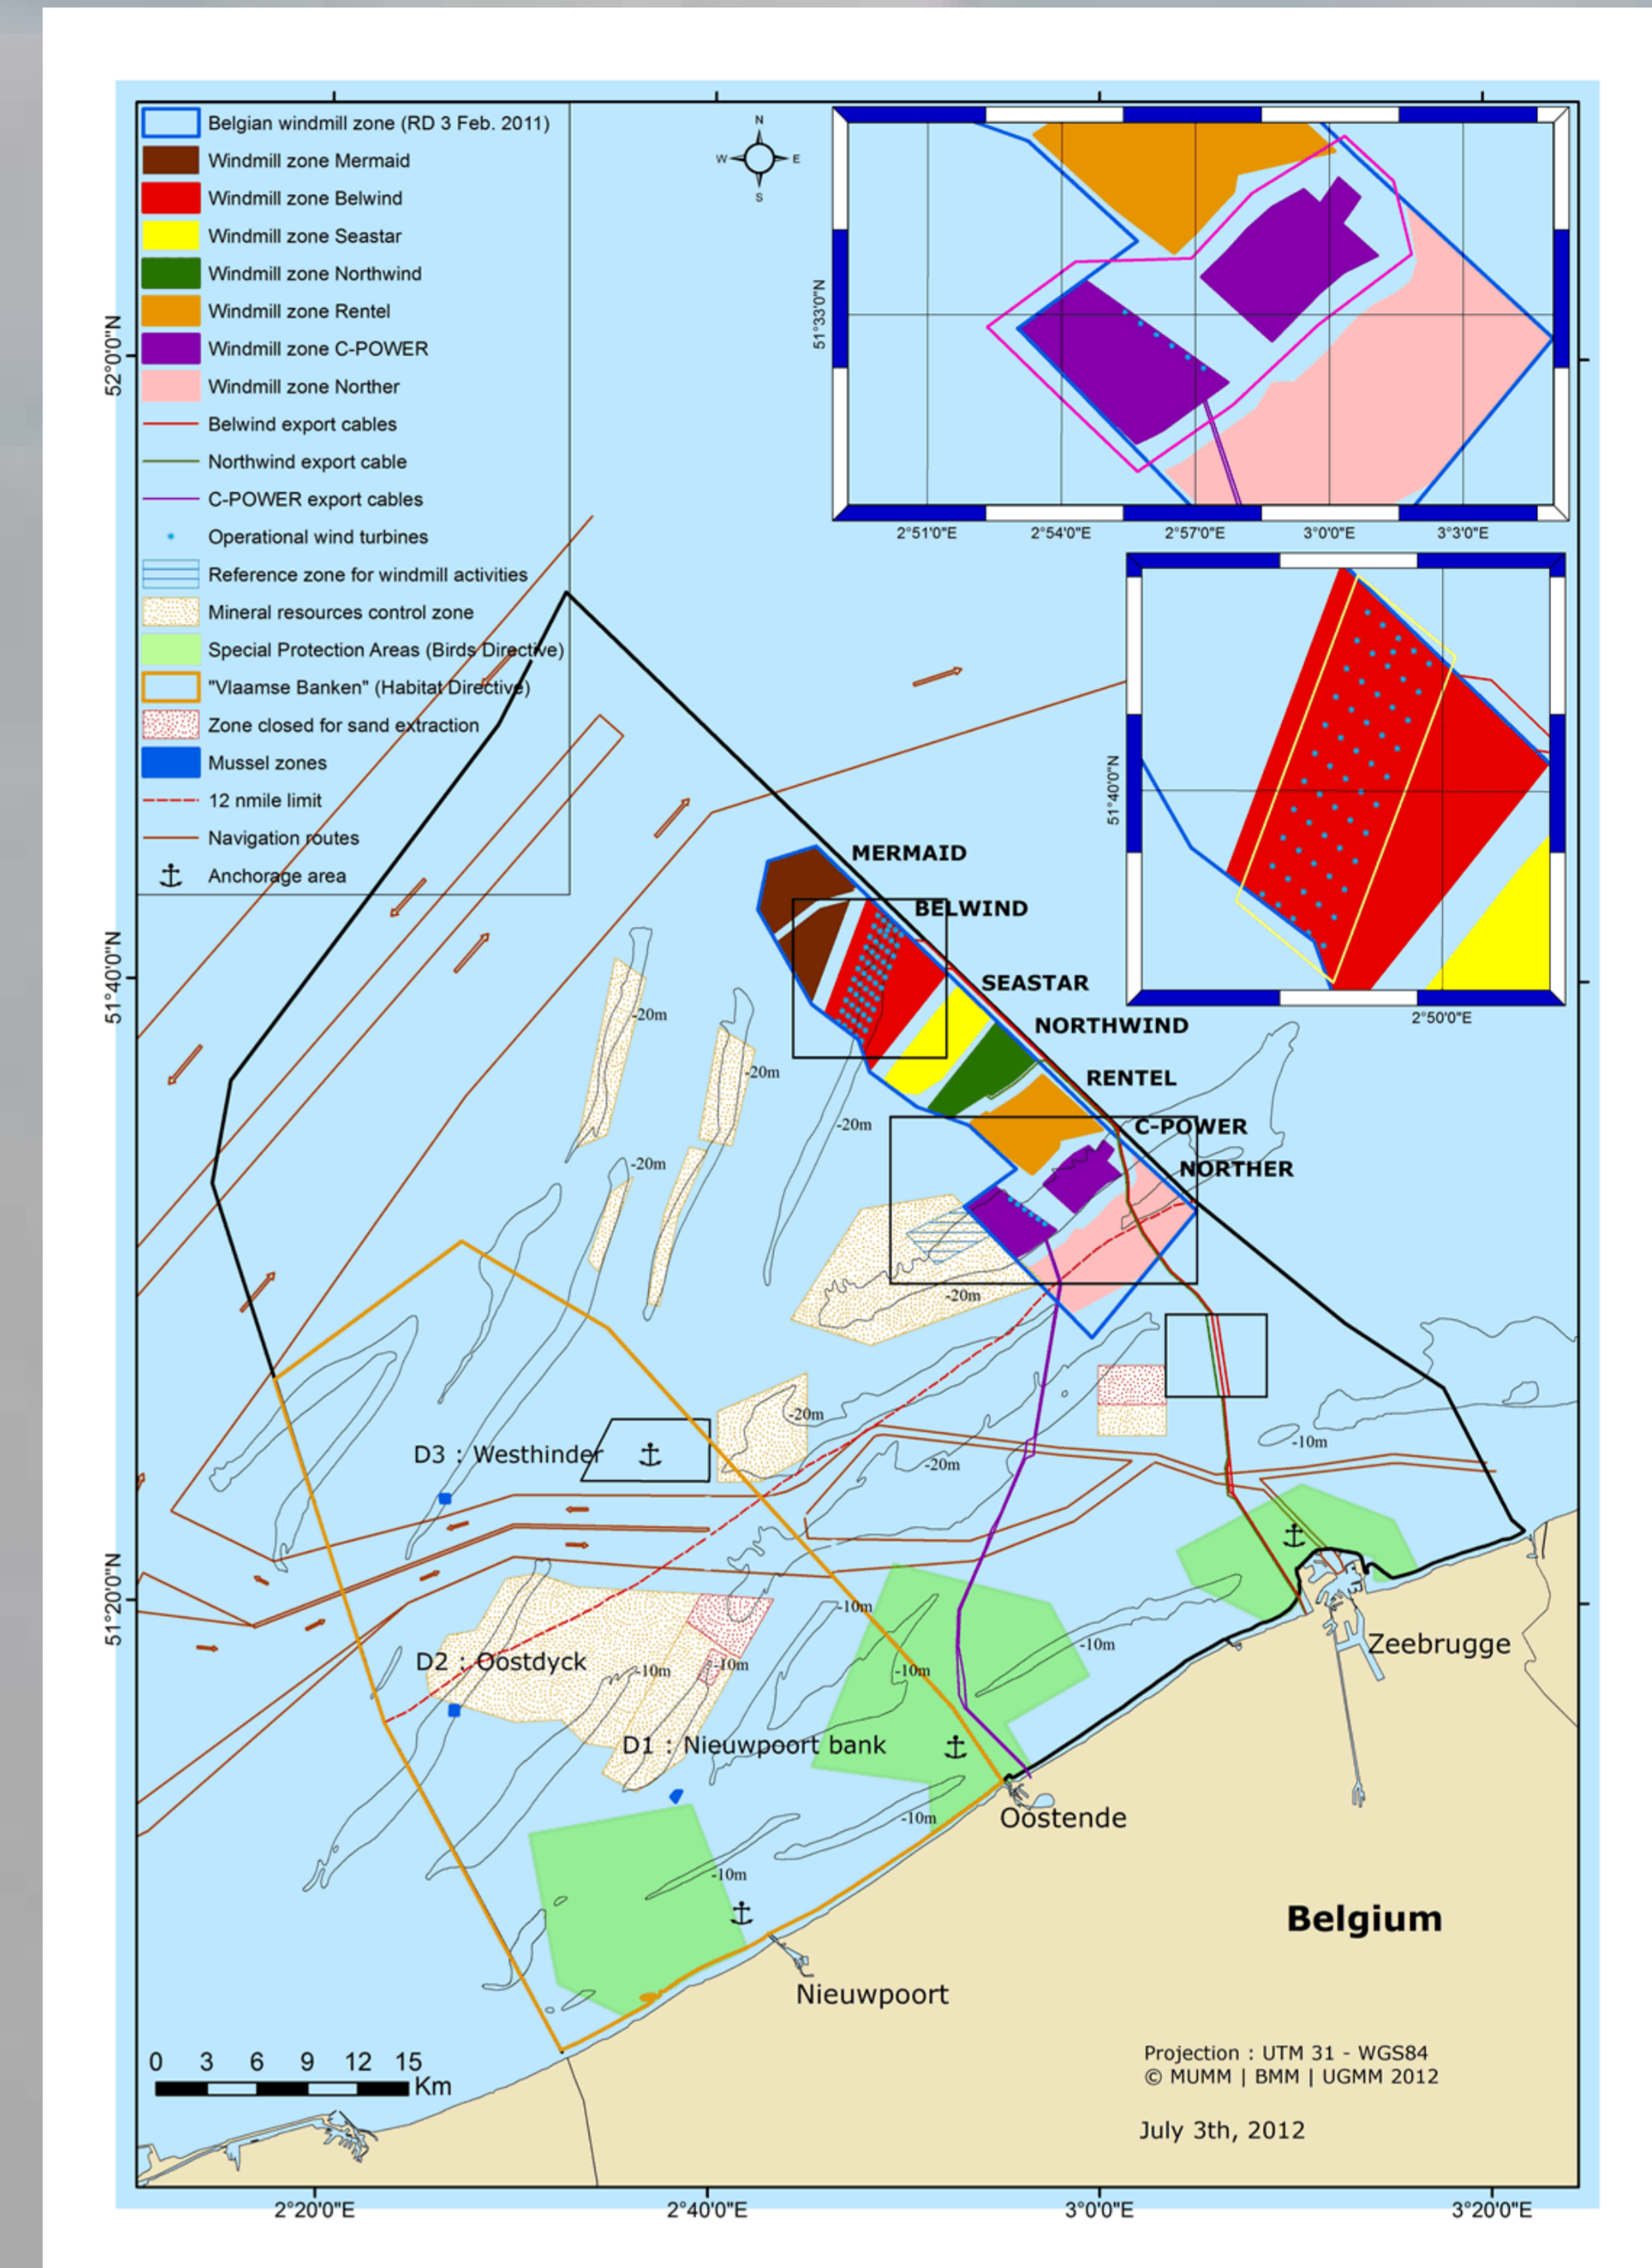 Belgian windmill zone (RD 3 Feb. 2011)
Windmill zone Mermaid
Windmill zone Belwind
Windmill zone Seastar
Windmill zone Northwind
Windmill zone Rentel
Windmill zone C-POWER
Windmill zone Norther
Belwind export cables
Northwind export cable
C-POWER export cables
Operational wind turbines
Reference zone for windmill activities
Mineral resources control zone
Special Protection Areas (Birds Directive)
"Vlaamse Banken" (Habitat Directive)
Zone closed for sand extraction
Mussel zones
12 nmile limit
Navigation routes
Anchorage area
N
W
E
S
51°33'0"N
2°51'0"E
2°54'0"E
2°57'0"E
3°0'0"E
3°3'0"E
51°40'0"N
2°50'0"E
52°0'0"N
51°40'0"N
51°20'0"N
MERMAID
BELWIND
SEASTAR
NORTHWIND
RENTEL
C-POWER
NORTHER
-20m
-20m
-20m
-20m
-20m
-20m
-20m
-10m
D3 : Westhinder
-10m
-10m
-10m
-10m
-10m
D2 : Oostdyck
Zeebrugge
D1 : Nieuwpoort bank
-10m
Oostende
-10m
Belgium
Nieuwpoort
0 3 6 9 12 15
Km
Projection : UTM 31 - WGS84
© MUMM | BMM | UGMM 2012
July 3th, 2012
2°20'0"E
2°40'0"E
3°0'0"E
3°20'0"E